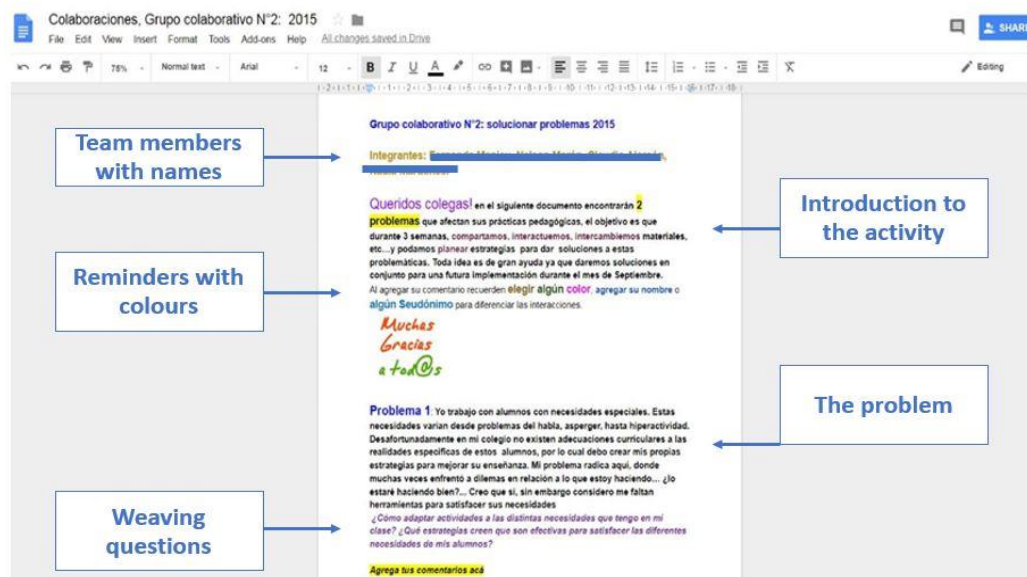 Colaboraciones, Grupo colaborativo N°2: 2015
SHARE
File Edit View Insert Format Tools Add-ons Help All changes saved in Drive
75% Normal text Arial 12 B I U A Editing
Grupo colaborativo N°2: solucionar problemas 2015
Team members
with names
Integrantes:
Queridos colegas! en el siguiente documento encontrarán 2
problemas que afectan sus prácticas pedagógicas, el objetivo es que
durante 3 semanas, compartamos, interactuemos, intercambiemos materiales,
etc...y podamos planear estrategias para dar soluciones a estas
problemáticas. Toda idea es de gran ayuda ya que daremos soluciones en
conjunto para una futura implementación durante el mes de Septiembre.
Al agregar su comentario recuerden elegir algún color, agregar su nombre o
algún Seudónimo para diferenciar las interacciones.
Introduction to
the activity
Reminders with
colours
Muchas
Gracias
a tod@s
Problema 1: Yo trabajo con alumnos con necesidades especiales. Estas
necesidades varian desde problemas del habla, asperger, hasta hiperactividad.
Desafortunadamente en mi colegio no existen adecuaciones curriculares a las
realidades especificas de estos alumnos, por lo cual debo crear mis propias
estrategias para mejorar su enseñanza. Mi problema radica aquí, donde
muchas veces enfrentó a dilemas en relación a lo que estoy haciendo... ¿lo
estaré haciendo bien?... Creo que si, sin embargo considero me faltan
herramientas para satisfacer sus necesidades
The problem
Weaving
questions
¿Cómo adaptar actividades a las distintas necesidades que tengo en mi
clase? ¿Qué estrategias creen que son efectivas para satisfacer las diferentes
necesidades de mis alumnos?
Agrega tus comentarios acá